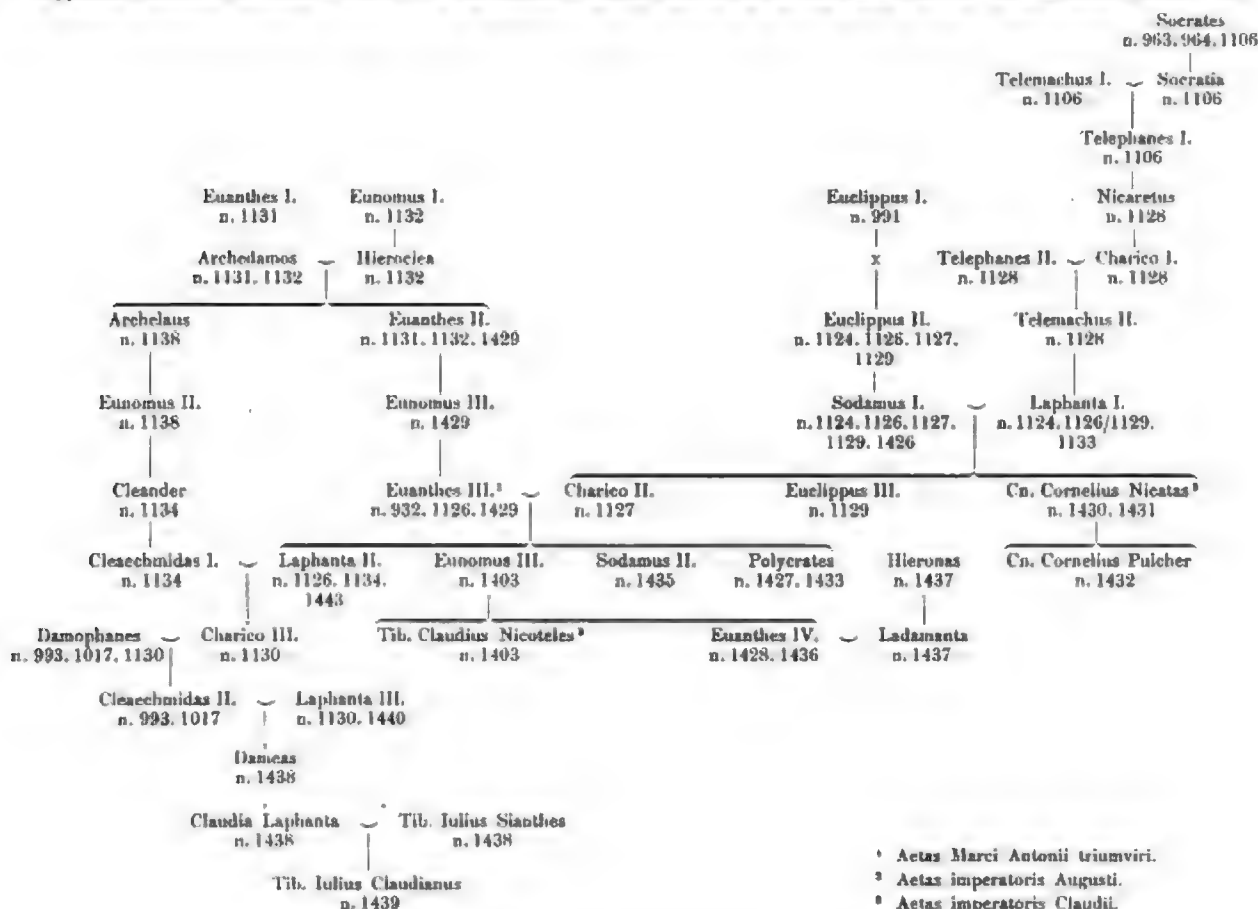 Socrates
n. 963. 964. 1106
Telemachus I. Socratia
n. 1106 n. 1106
Telephanes I.
n. 1106
Euanthes I. Eunomus I. Euclippus I. Nicaretus
n. 1131 n. 1132 n. 991 n. 1128
Archedamos Hieroclea x Telephanes II. Charico I.
n. 1131. 1132 n. 1132 n. 1128 n. 1128
Archelaus Euanthes II. Euclippus II. Telemachus II.
n. 1138 n. 1131. 1132. 1429 n. 1124. 1126. 1127. n. 1128
1129
Eunomus II. Eunomus III. Sodamus I. Laphanta I.
n. 1138 n. 1429 n. 1124. 1126. 1127. n. 1124. 1126/1129.
1129. 1426 1133
Cleander Euanthes III. Charico II. Euclippus III. Cn. Cornelius Nicatas
n. 1134 n. 932. 1126. 1429 n. 1127 n. 1129 n. 1430. 1431
Cleaechmidas I. Laphanta II. Eunomus III. Sodamus II. Polycrates Hieronas Cn. Cornelius Pulcher
n. 1134 n. 1126. 1134. n. 1403 n. 1435 n. 1427. 1433 n. 1437 n. 1432
1443
Damophanes Charico III. Tib. Claudius Nicoteles³ Euanthes IV. Ladamanta
n. 993. 1017. 1130 n. 1130 n. 1403 n. 1428. 1436 n. 1437
Cleaechmidas II. Laphanta III.
n. 993. 1017 n. 1130. 1440
Dameas
n. 1438
Claudia Laphanta Tib. Iulius Sianthes
n. 1438 n. 1438
Tib. Iulius Claudianus
n. 1439
¹ Aetas Marci Antonii triumviri.
² Aetas imperatoris Augusti.
³ Aetas imperatoris Claudii.